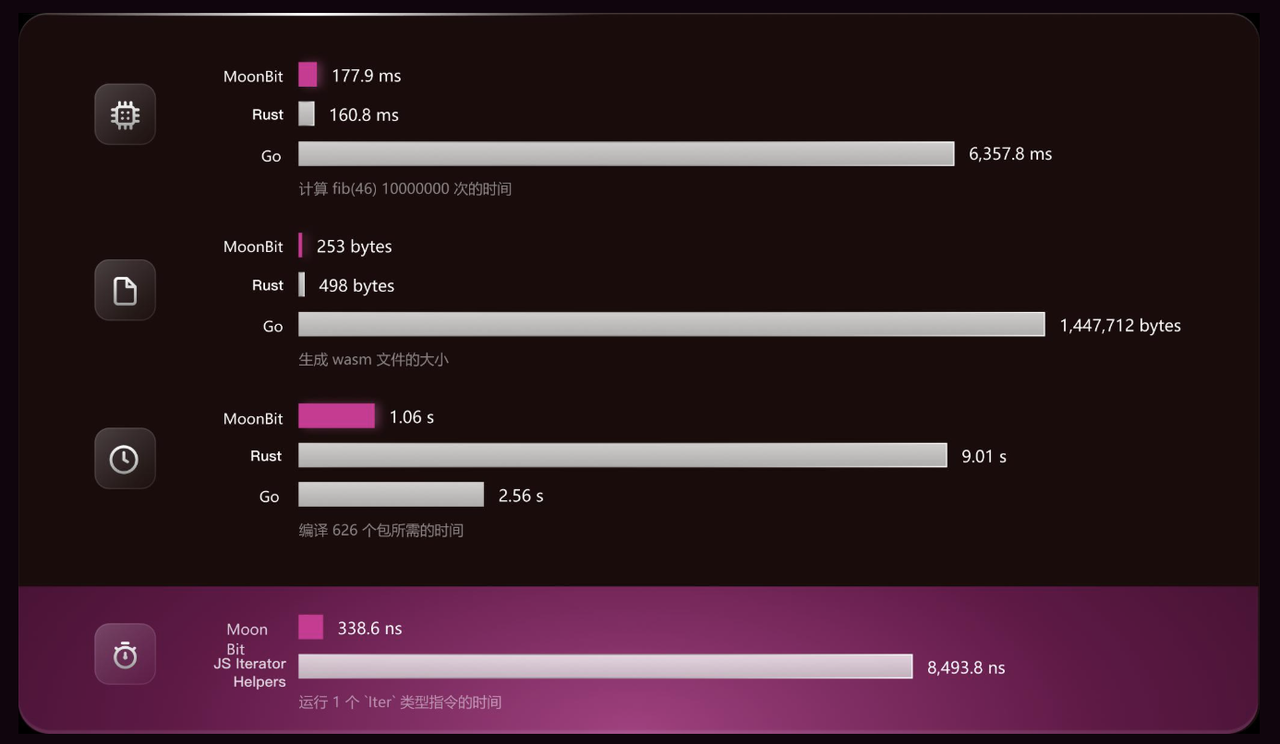 MoonBit 177.9 ms
Rust 160.8 ms
Go 6,357.8 ms
计算 fib(46) 10000000 次的时间
MoonBit 253 bytes
Rust 498 bytes
Go 1,447,712 bytes
生成 wasm 文件的大小
MoonBit 1.06 s
Rust 9.01 s
Go 2.56 s
编译 626 个包所需的时间
Moon 338.6 ns
Bit
JS Iterator 8,493.8 ns
Helpers
运行 1 个 `Iter` 类型指令的时间